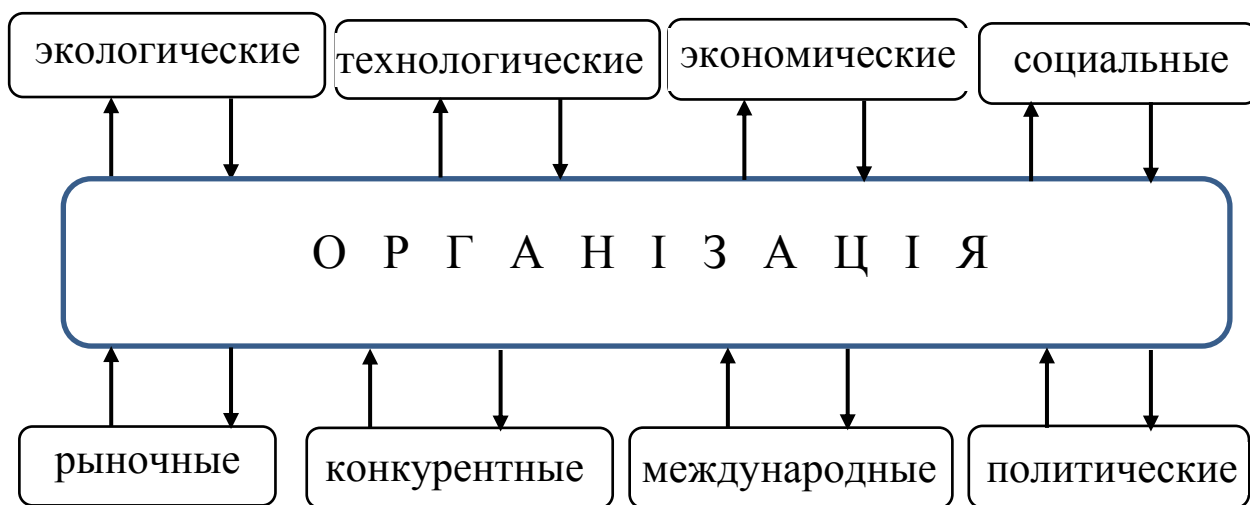 экологические
технологические
экономические
социальные
О Р Г А Н І З А Ц І Я
рыночные
конкурентные
международные
политические